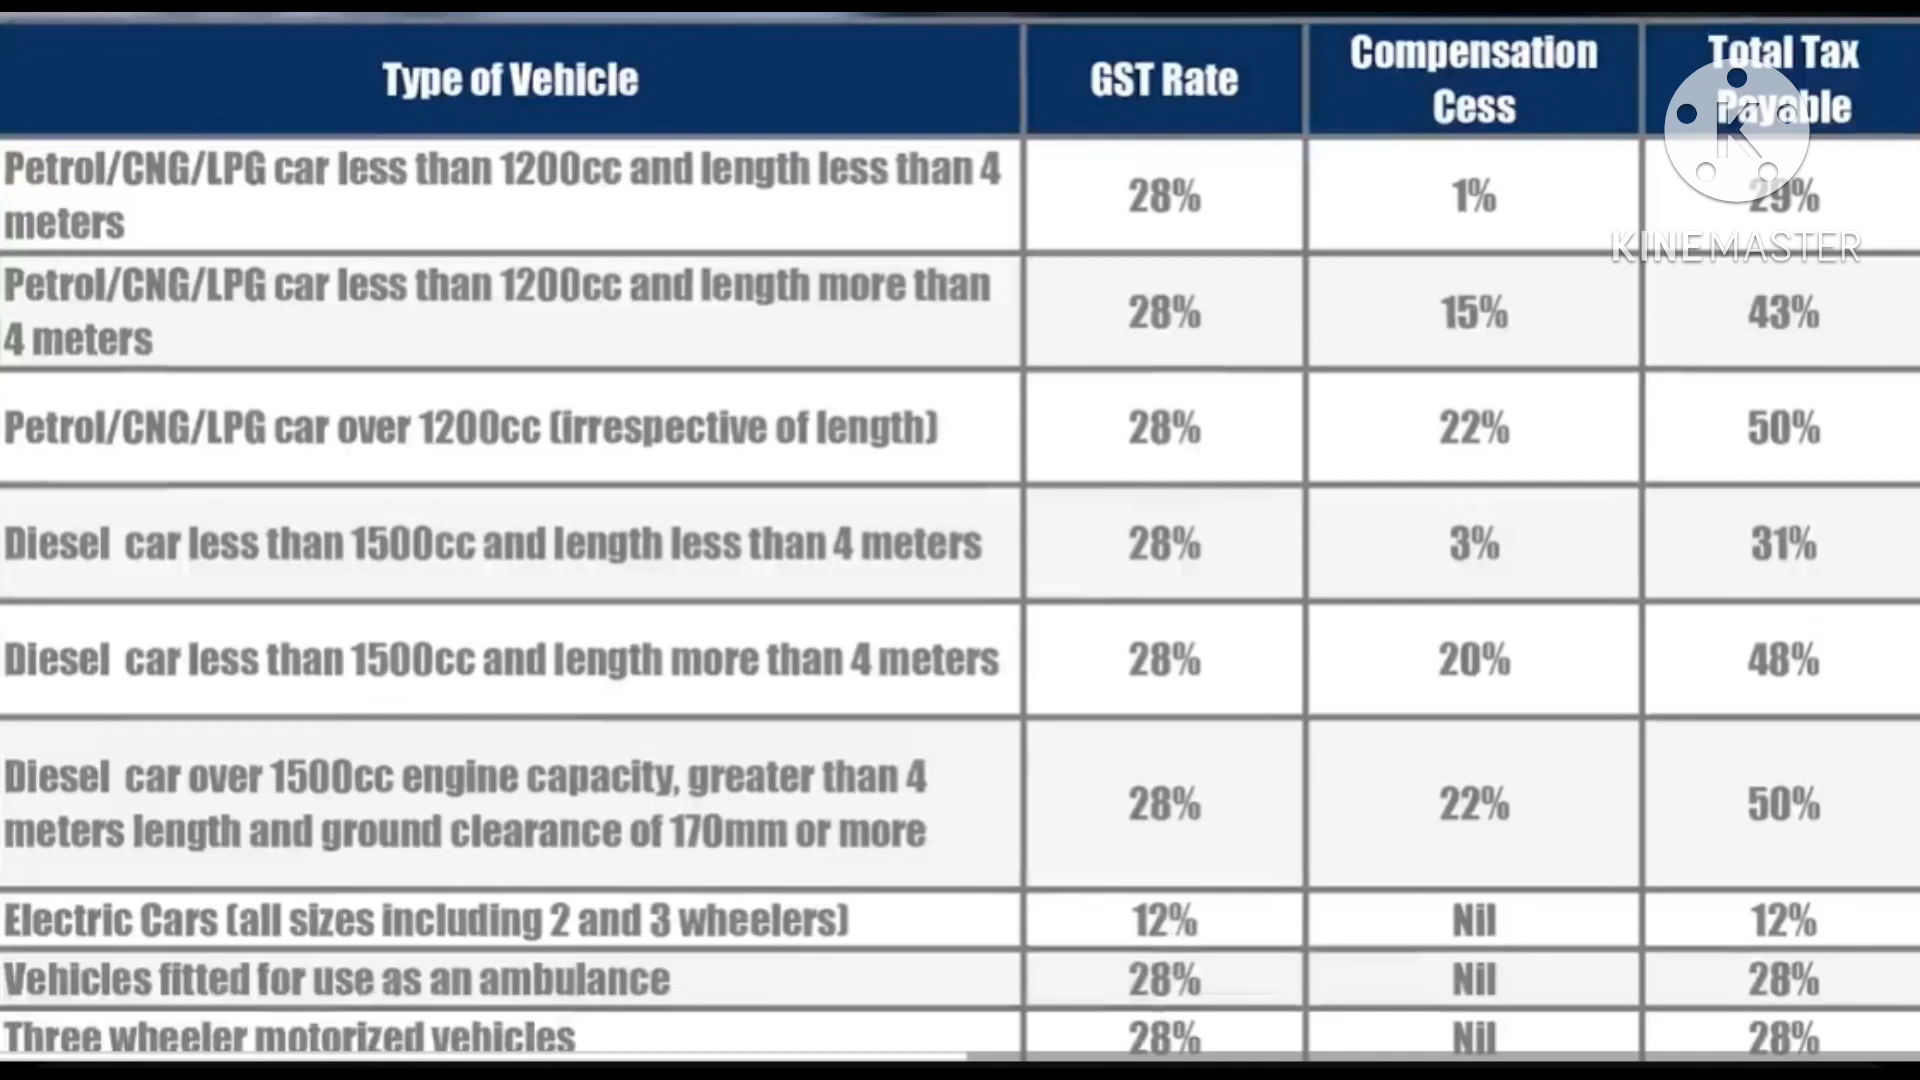 Type of Vehicle
GST Rate
Compensation
Cess
Total Tax
Payable
Petrol/CNG/LPG car less than 1200cc and length less than 4
meters
28%
1%
29%
Petrol/CNG/LPG car less than 1200cc and length more than
4 meters
28%
15%
43%
Petrol/CNG/LPG car over 1200cc (irrespective of length)
28%
22%
50%
Diesel car less than 1500cc and length less than 4 meters
28%
3%
31%
Diesel car less than 1500cc and length more than 4 meters
28%
20%
48%
Diesel car over 1500cc engine capacity, greater than 4
meters length and ground clearance of 170mm or more
28%
22%
50%
Electric Cars (all sizes including 2 and 3 wheelers)
12%
Nil
12%
Vehicles fitted for use as an ambulance
28%
Nil
28%
Three wheeler motorized vehicles
28%
Nil
28%
K
KINEMASTER